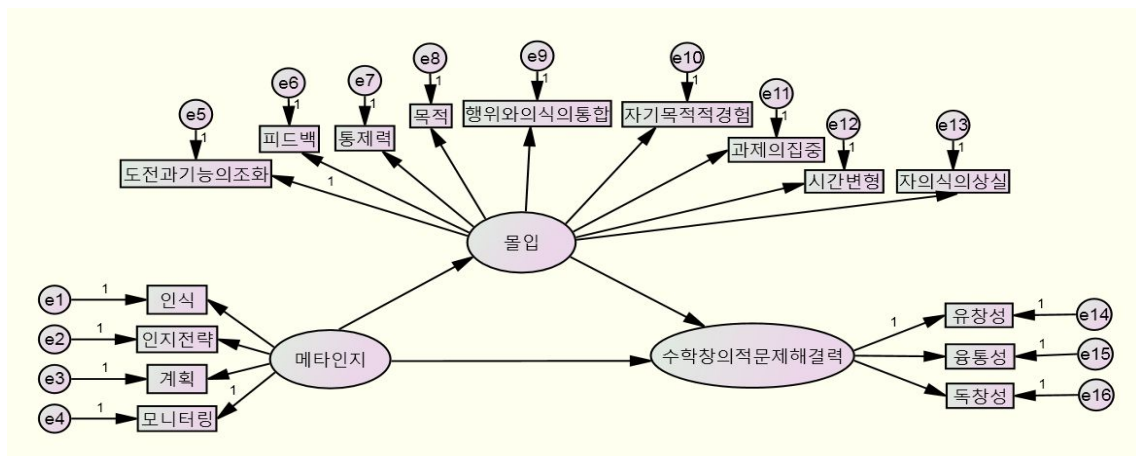 e5
1
도전과기능의조화
e6
1
피드백
e7
1
통제력
e8
1
목적
e9
1
행위와의식의통합
e10
1
자기목적적경험
e11
1
과제의집중
e12
1
시간변형
e13
1
자의식의상실
1
몰입
e1
1
인식
e2
1
인지전략
e3
1
계획
e4
1
모니터링
1
메타인지
수학창의적문제해결력
1
유창성
1
e14
융통성
1
e15
독창성
1
e16